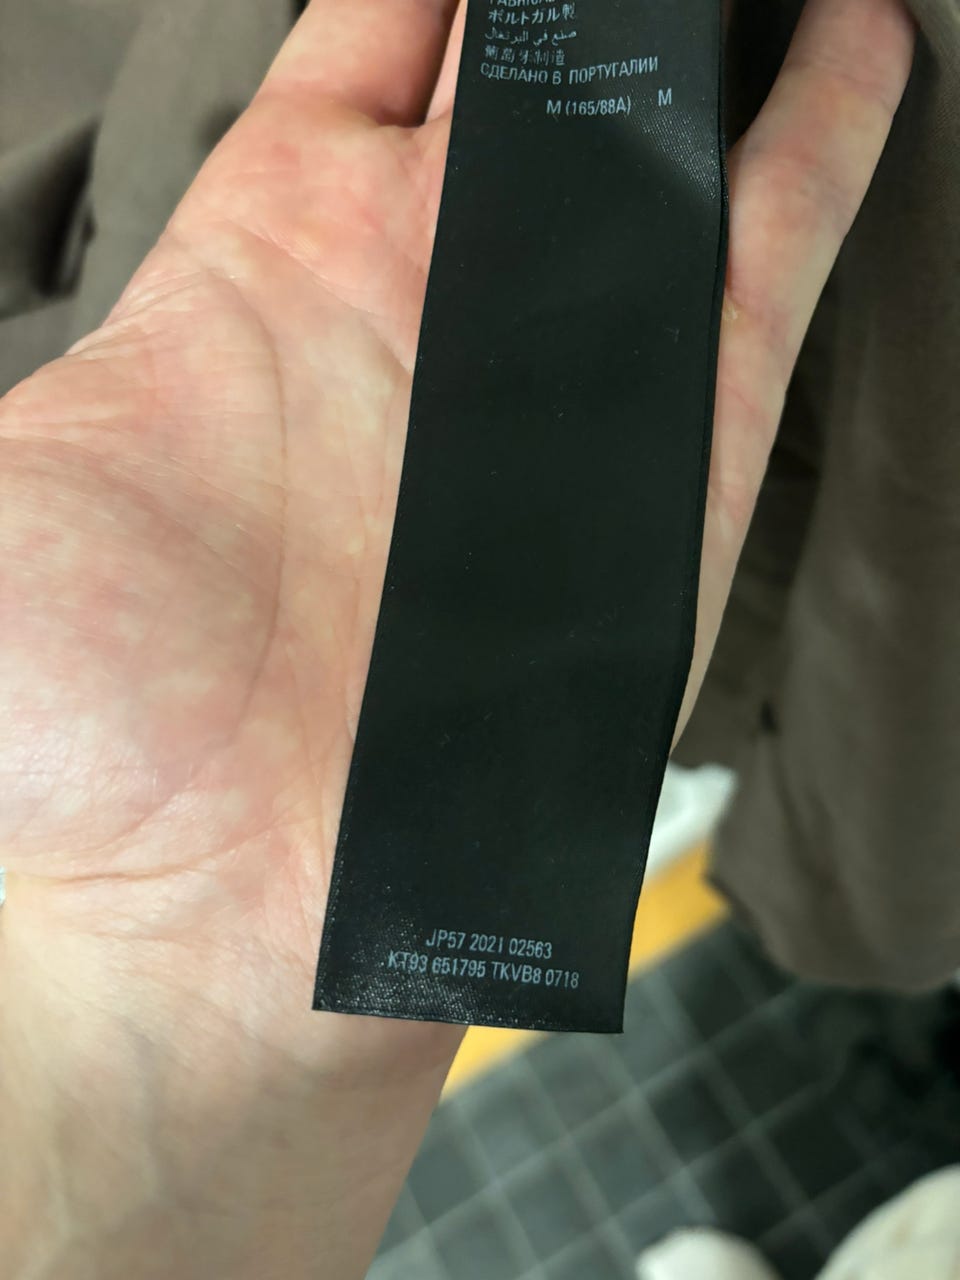 ポルトガル製
صنع في البرتغال
葡萄牙制造
СДЕЛАНО В ПОРТУГАЛИИ
M (165/88A) M
JP57 2021 02563
KT93 651795 TKVB8 0718